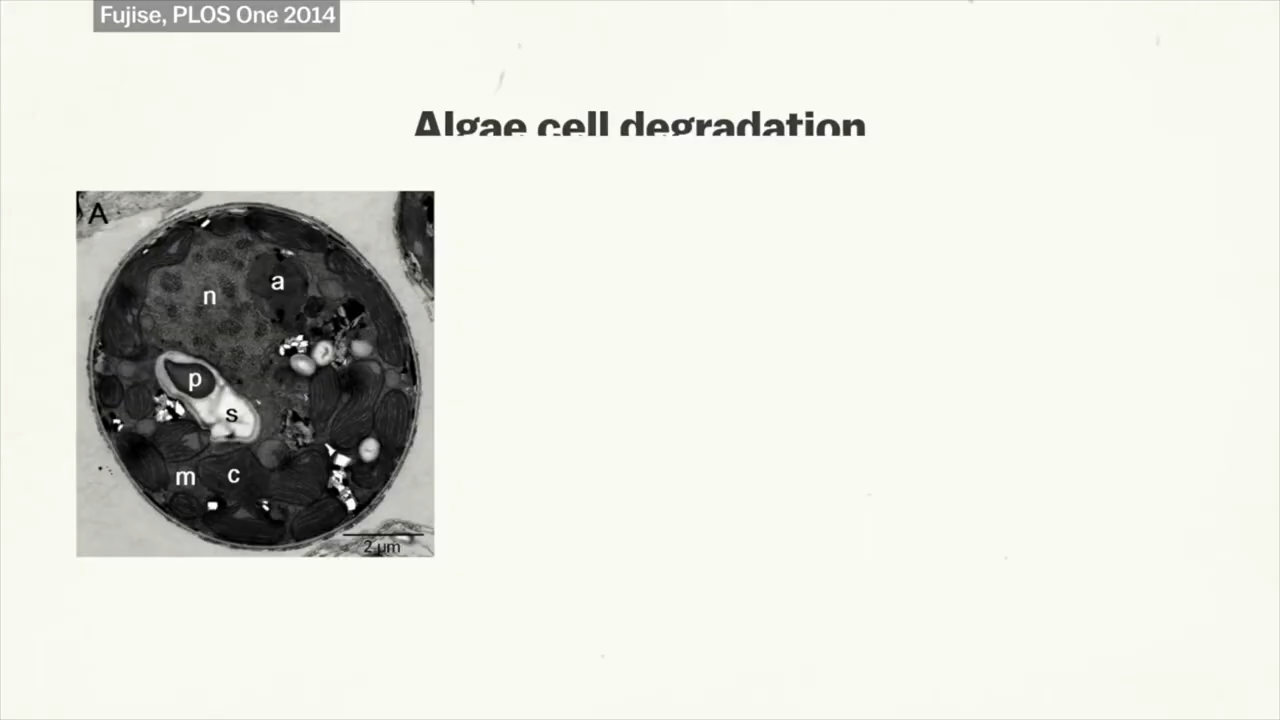 Fujise, PLOS One 2014
Algae cell degradation
A
a
n
p
s
m
c
2 µm